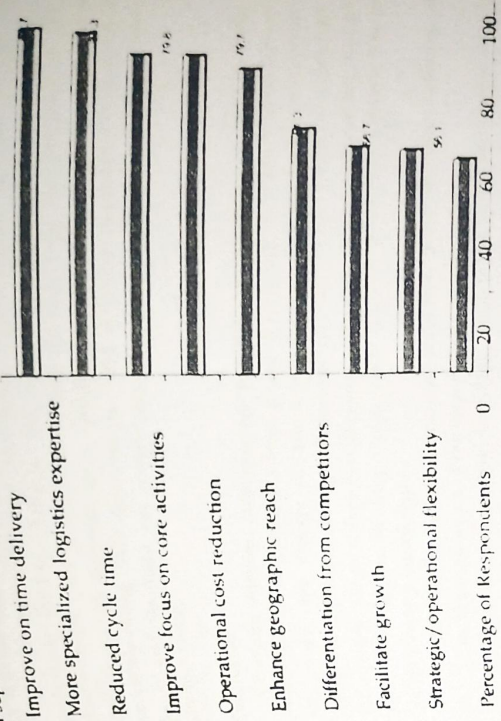 Improve on time delivery
More specialized logistics expertise
Reduced cycle time
Improve focus on core activities
Operational cost reduction
Enhance geographic reach
Differentiation from competitors
Facilitate growth
Strategic/operational flexibility
Percentage of Respondents
0 20 40 60 80 100